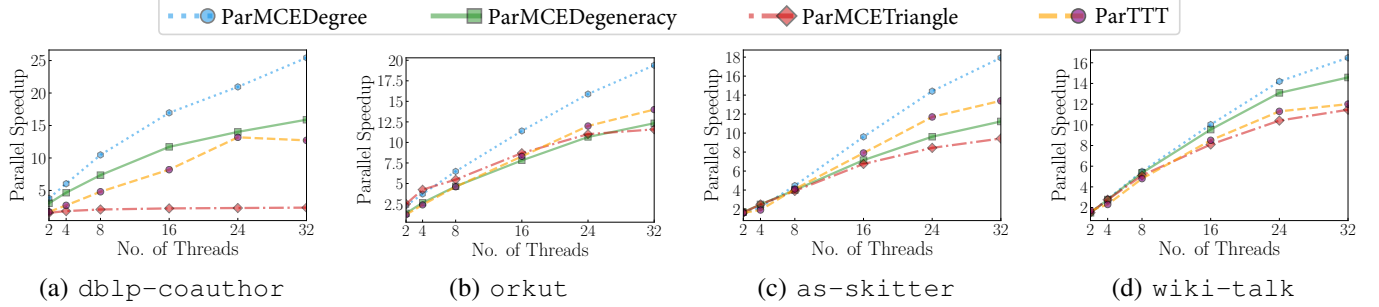 ParMCEDegree ParMCEDegeneracy ParMCETriangle ParTTT
Parallel Speedup
25
20
15
10
5
2 4 8 16 24 32
No. of Threads
(a) dblp-coauthor
Parallel Speedup
20
17.5
15
12.5
10
7.5
5
2.5
2 4 8 16 24 32
No. of Threads
(b) orkut
Parallel Speedup
18
16
14
12
10
8
6
4
2
2 4 8 16 24 32
No. of Threads
(c) as-skitter
Parallel Speedup
16
14
12
10
8
6
4
2
2 4 8 16 24 32
No. of Threads
(d) wiki-talk